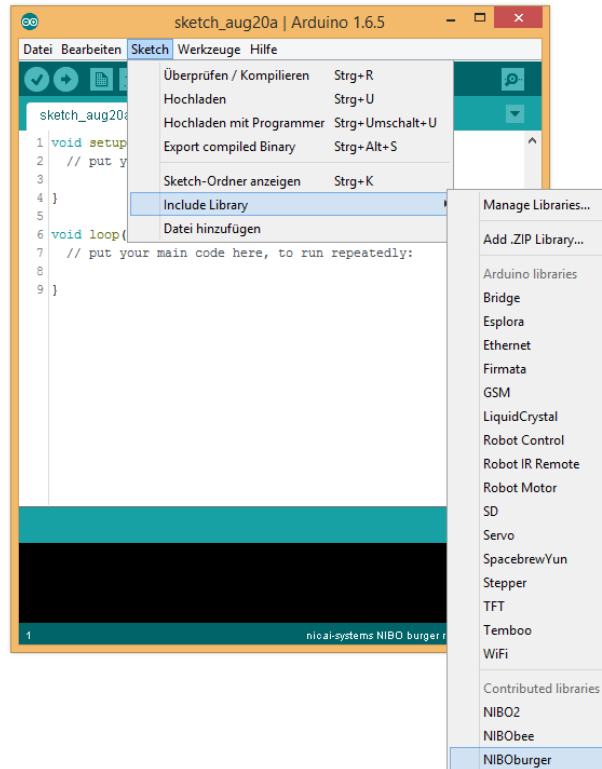 sketch_aug20a | Arduino 1.6.5
Datei Bearbeiten Sketch Werkzeuge Hilfe
sketch_aug20a
Überprüfen / Kompilieren Strg+R
Hochladen Strg+U
Hochladen mit Programmer Strg+Umschalt+U
Export compiled Binary Strg+Alt+S
Sketch-Ordner anzeigen Strg+K
Include Library
Datei hinzufügen
1 void setup
2 // put y
3
4 }
5
6 void loop(
7 // put your main code here, to run repeatedly:
8
9 }
Manage Libraries...
Add .ZIP Library...
Arduino libraries
Bridge
Esplora
Ethernet
Firmata
GSM
LiquidCrystal
Robot Control
Robot IR Remote
Robot Motor
SD
Servo
SpacebrewYun
Stepper
TFT
Temboo
WiFi
Contributed libraries
NIBO2
NIBObee
NIBOburger
1 nicai-systems NIBO burger